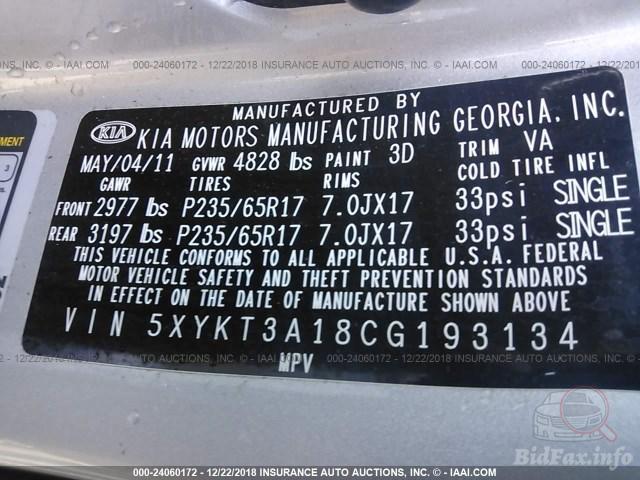 000-24060172 - 12/22/2018 INSURANCE AUTO AUCTIONS, INC. © - IAAI.COM
MANUFACTURED BY
KIA KIA MOTORS MANUFACTURING GEORGIA, INC.
MAY/04/11 GVWR 4828 lbs PAINT 3D TRIM VA
GAWR TIRES RIMS COLD TIRE INFL
FRONT 2977 lbs P235/65R17 7.0JX17 33psi SINGLE
REAR 3197 lbs P235/65R17 7.0JX17 33psi SINGLE
THIS VEHICLE CONFORMS TO ALL APPLICABLE U.S.A. FEDERAL
MOTOR VEHICLE SAFETY AND THEFT PREVENTION STANDARDS
IN EFFECT ON THE DATE OF MANUFACTURE SHOWN ABOVE
VIN 5XYKT3A18CG193134
MPV
BidFax.info
000-24060172 - 12/22/2018 INSURANCE AUTO AUCTIONS, INC. © - IAAI.COM